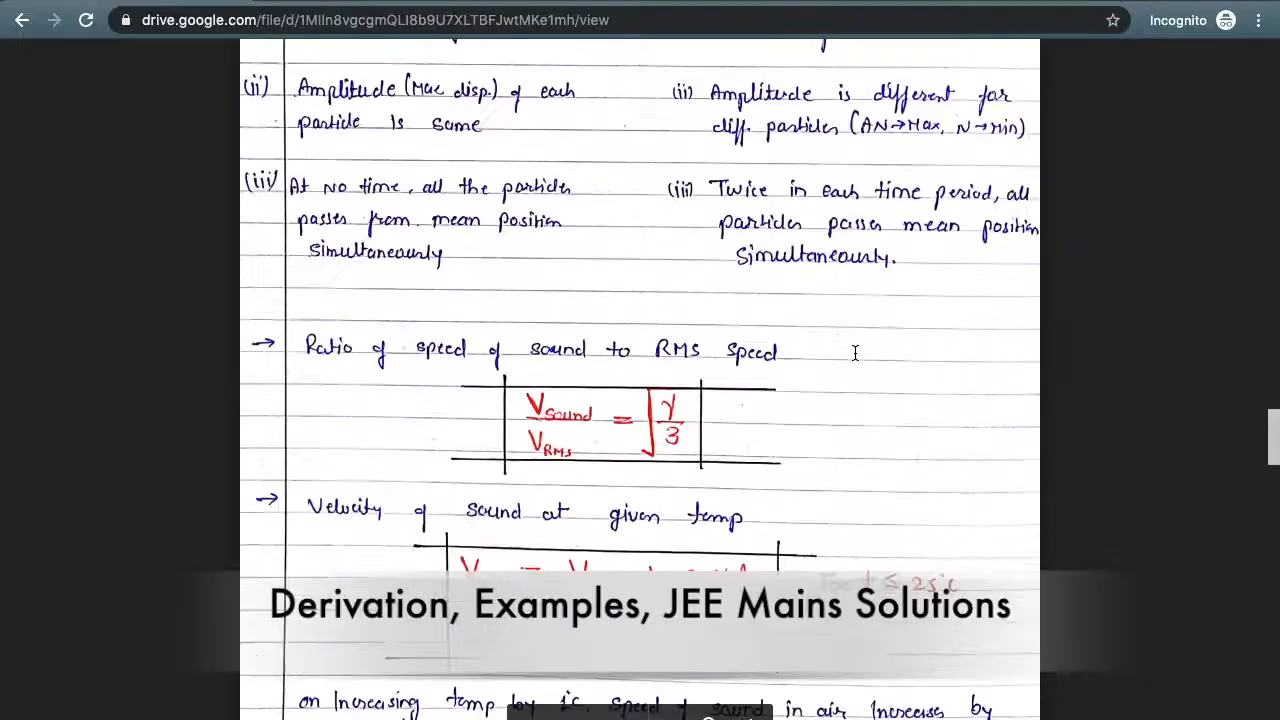 drive.google.com/file/d/1MIIn8vgcgmQLI8b9U7XLTBFJwtMKe1mh/view
Incognito
(ii) Amplitude (Max disp.) of each
particle is same
(ii) Amplitude is different for
diff. particles (AN→Max, N→Min)
(iii) At no time, all the particles
passes from mean position
simultaneously
(iii) Twice in each time period, all
particles passes mean position
simultaneously.
→ Ratio of speed of sound to RMS speed
V_sound / V_RMS = √(γ/3)
→ Velocity of sound at given temp
Derivation, Examples, JEE Mains Solutions
on Increasing temp by 1°C, speed of sound in air increases by